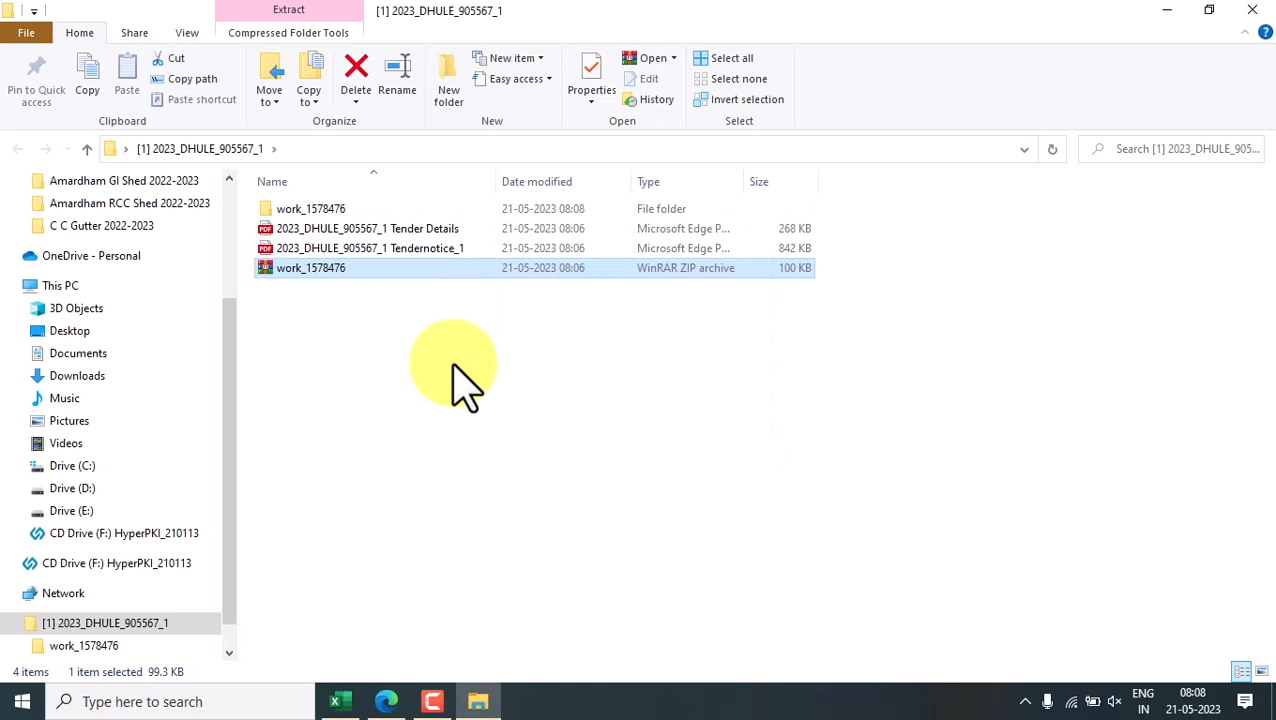 Extract
[1] 2023_DHULE_905567_1
File
Home
Share
View
Compressed Folder Tools
Pin to Quick access
Copy
Paste
Cut
Copy path
Paste shortcut
Clipboard
Move to
Copy to
Delete
Rename
Organize
New folder
New item
Easy access
New
Properties
Open
Edit
History
Open
Select all
Select none
Invert selection
Select
[1] 2023_DHULE_905567_1
Search [1] 2023_DHULE_905...
Name
Date modified
Type
Size
work_1578476
21-05-2023 08:08
File folder
2023_DHULE_905567_1 Tender Details
21-05-2023 08:06
Microsoft Edge P...
268 KB
2023_DHULE_905567_1 Tendernotice_1
21-05-2023 08:06
Microsoft Edge P...
842 KB
work_1578476
21-05-2023 08:06
WinRAR ZIP archive
100 KB
Amardham GI Shed 2022-2023
Amardham RCC Shed 2022-2023
C C Gutter 2022-2023
OneDrive - Personal
This PC
3D Objects
Desktop
Documents
Downloads
Music
Pictures
Videos
Drive (C:)
Drive (D:)
Drive (E:)
CD Drive (F:) HyperPKI_210113
CD Drive (F:) HyperPKI_210113
Network
[1] 2023_DHULE_905567_1
work_1578476
4 items
1 item selected 99.3 KB
Type here to search
ENG
IN
08:08
21-05-2023